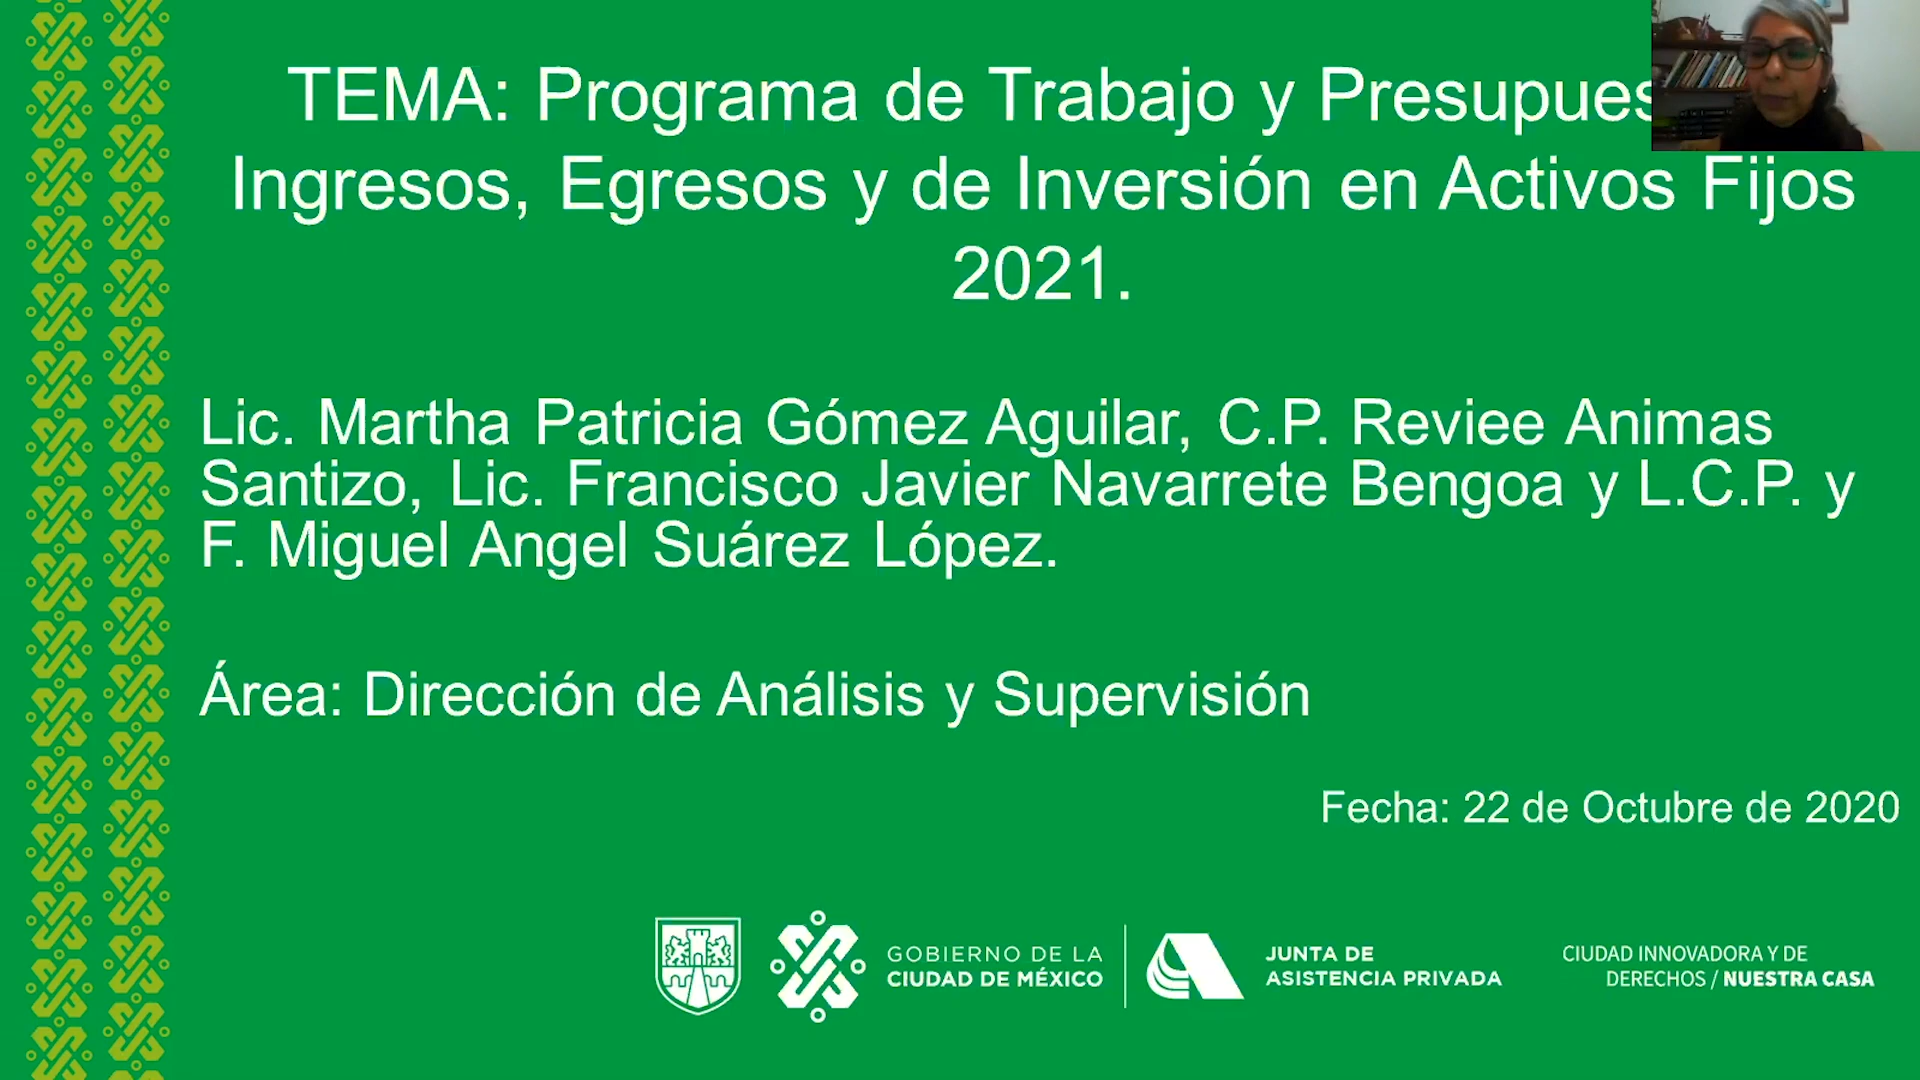 TEMA: Programa de Trabajo y
Ingresos, Egresos y de Inversión en Activos Fijos
2021.
Lic. Martha Patricia Gómez Aguilar, C.P. Reviee Animas
Santizo, Lic. Francisco Javier Navarrete Bengoa y L.C.P. y
F. Miguel Angel Suárez López.
Área: Dirección de Análisis y Supervisión
Fecha: 22 de Octubre de 2020
GOBIERNO DE LA
CIUDAD DE MÉXICO
JUNTA DE
ASISTENCIA PRIVADA
CIUDAD INNOVADORA Y DE
DERECHOS / NUESTRA CASA